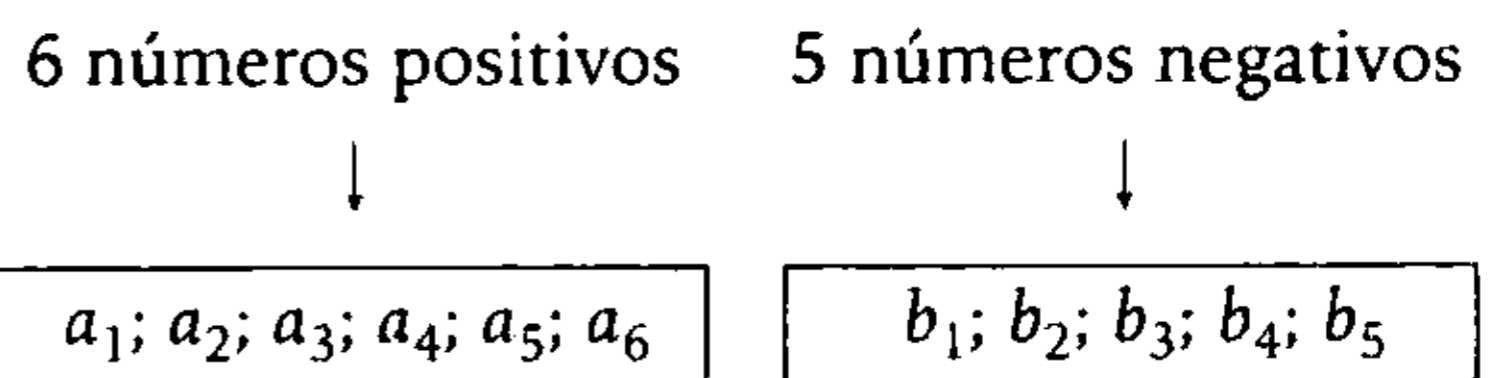 6 números positivos 5 números negativos
a₁; a₂; a₃; a₄; a₅; a₆ b₁; b₂; b₃; b₄; b₅